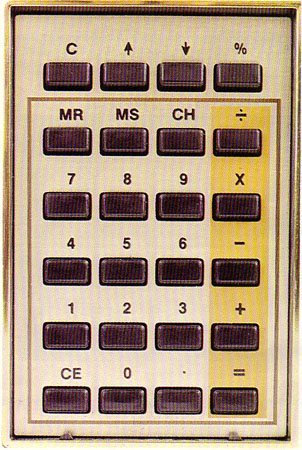 C ↑ ↓ %
MR MS CH ÷
7 8 9 X
4 5 6 −
1 2 3 +
CE 0 . =